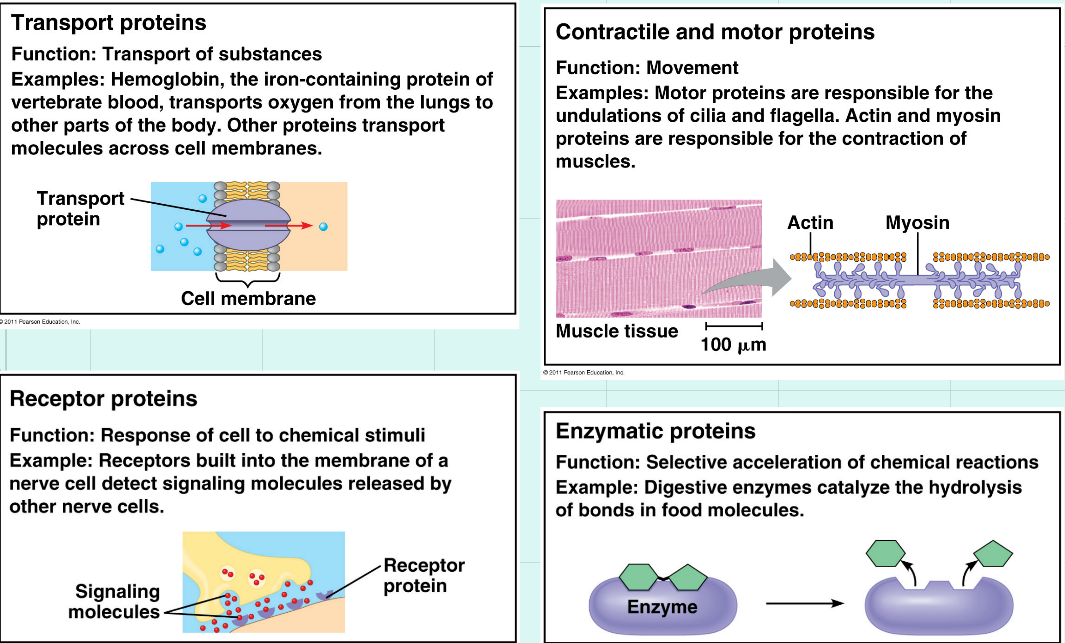 Transport proteins
Function: Transport of substances
Examples: Hemoglobin, the iron-containing protein of
vertebrate blood, transports oxygen from the lungs to
other parts of the body. Other proteins transport
molecules across cell membranes.
Transport
protein
Cell membrane
© 2011 Pearson Education, Inc.
Contractile and motor proteins
Function: Movement
Examples: Motor proteins are responsible for the
undulations of cilia and flagella. Actin and myosin
proteins are responsible for the contraction of
muscles.
Actin
Myosin
Muscle tissue
100 µm
© 2011 Pearson Education, Inc.
Receptor proteins
Function: Response of cell to chemical stimuli
Example: Receptors built into the membrane of a
nerve cell detect signaling molecules released by
other nerve cells.
Receptor
protein
Signaling
molecules
Enzymatic proteins
Function: Selective acceleration of chemical reactions
Example: Digestive enzymes catalyze the hydrolysis
of bonds in food molecules.
Enzyme